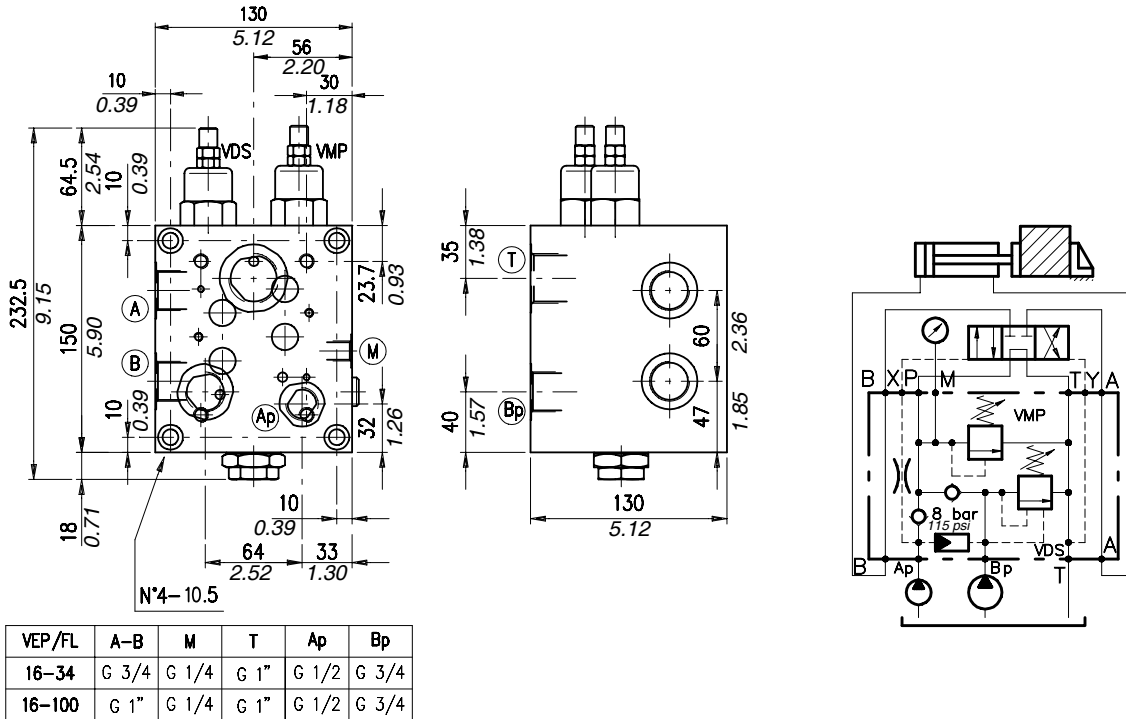 130
5.12
56
2.20
10
0.39
30
1.18
VDS
VMP
64.5
2.54
10
0.39
232.5
9.15
150
5.90
23.7
0.93
A
B
M
Ap
10
0.39
32
1.26
18
0.71
10
0.39
64
2.52
33
1.30
N°4-10.5
35
1.38
T
60
2.36
40
1.57
Bp
47
1.85
130
5.12
B X P M T Y A
VMP
8 bar
115 psi
VDS
B Ap Bp T A
VEP/FL A-B M T Ap Bp
16-34 G 3/4 G 1/4 G 1" G 1/2 G 3/4
16-100 G 1" G 1/4 G 1" G 1/2 G 3/4